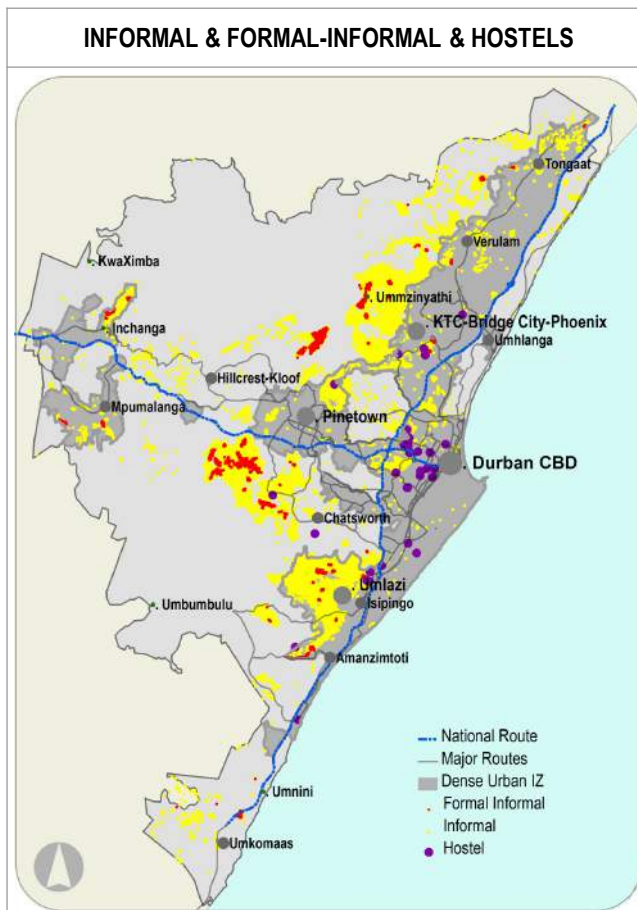 INFORMAL & FORMAL-INFORMAL & HOSTELS
Tongaat
Verulam
KwaXimba
Ummzinyathi
KTC-Bridge City-Phoenix
Inchanga
Umhlanga
Hillcrest-Kloof
Mpumalanga
Pinetown
Durban CBD
Chatsworth
Umlazi
Umbumbulu
Isipingo
Amanzimtoti
National Route
Major Routes
Dense Urban IZ
Umnini
Formal Informal
Informal
Umkomaas
Hostel